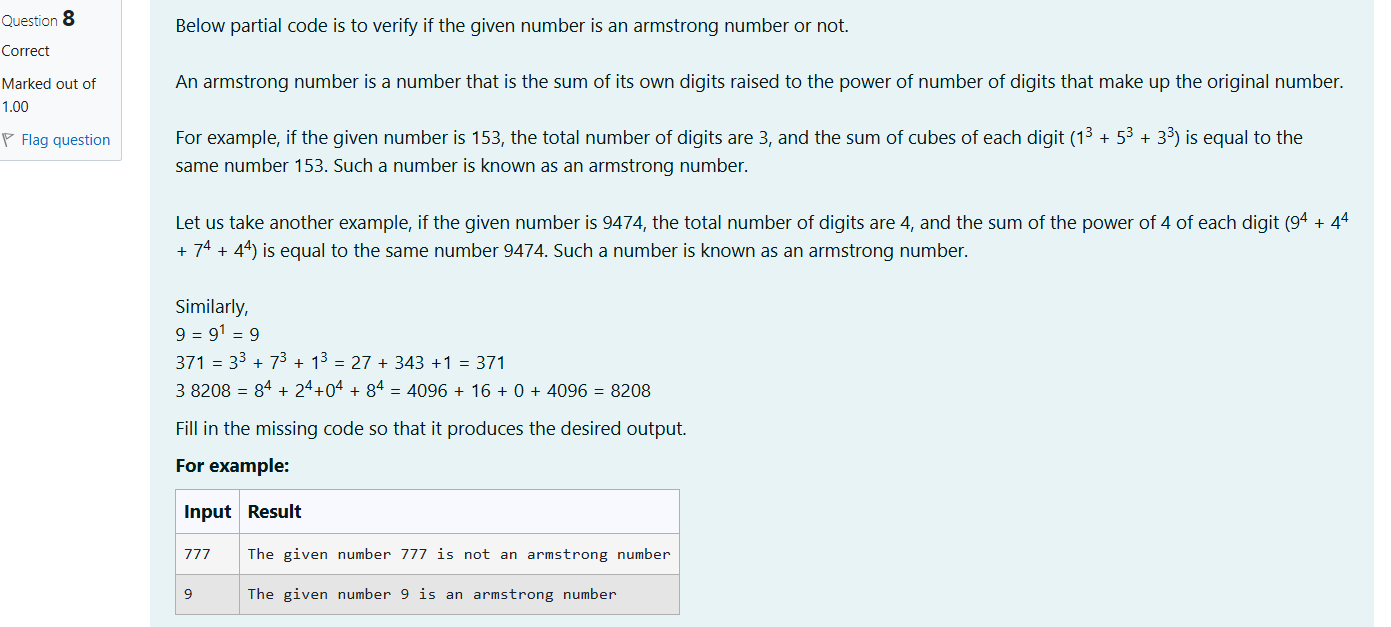 Question 8
Correct
Marked out of
1.00
Flag question
Below partial code is to verify if the given number is an armstrong number or not.
An armstrong number is a number that is the sum of its own digits raised to the power of number of digits that make up the original number.
For example, if the given number is 153, the total number of digits are 3, and the sum of cubes of each digit (1³ + 5³ + 3³) is equal to the
same number 153. Such a number is known as an armstrong number.
Let us take another example, if the given number is 9474, the total number of digits are 4, and the sum of the power of 4 of each digit (9⁴ + 4⁴
+ 7⁴ + 4⁴) is equal to the same number 9474. Such a number is known as an armstrong number.
Similarly,
9 = 9¹ = 9
371 = 3³ + 7³ + 1³ = 27 + 343 +1 = 371
3 8208 = 8⁴ + 2⁴+0⁴ + 8⁴ = 4096 + 16 + 0 + 4096 = 8208
Fill in the missing code so that it produces the desired output.
For example:
Input Result
777 The given number 777 is not an armstrong number
9 The given number 9 is an armstrong number